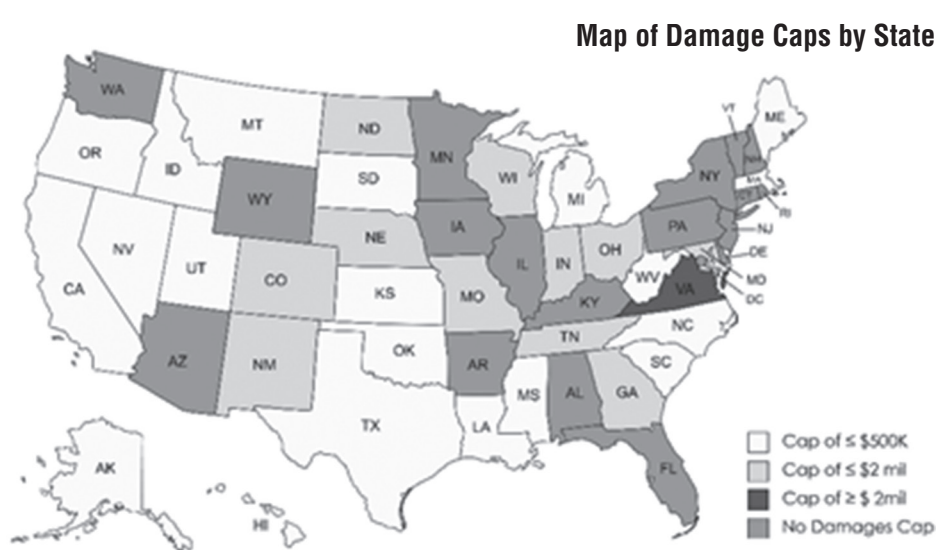 Map of Damage Caps by State
WA
OR
CA
NV
ID
MT
WY
UT
CO
AZ
NM
ND
SD
NE
KS
OK
TX
MN
IA
MO
AR
LA
WI
IL
MI
IN
OH
KY
TN
MS
AL
GA
FL
SC
NC
VA
WV
PA
NY
VT
NH
ME
MA
CT
RI
NJ
DE
MD
DC
AK
HI
Cap of ≤ $500K
Cap of ≤ $2 mil
Cap of ≥ $ 2mil
No Damages Cap